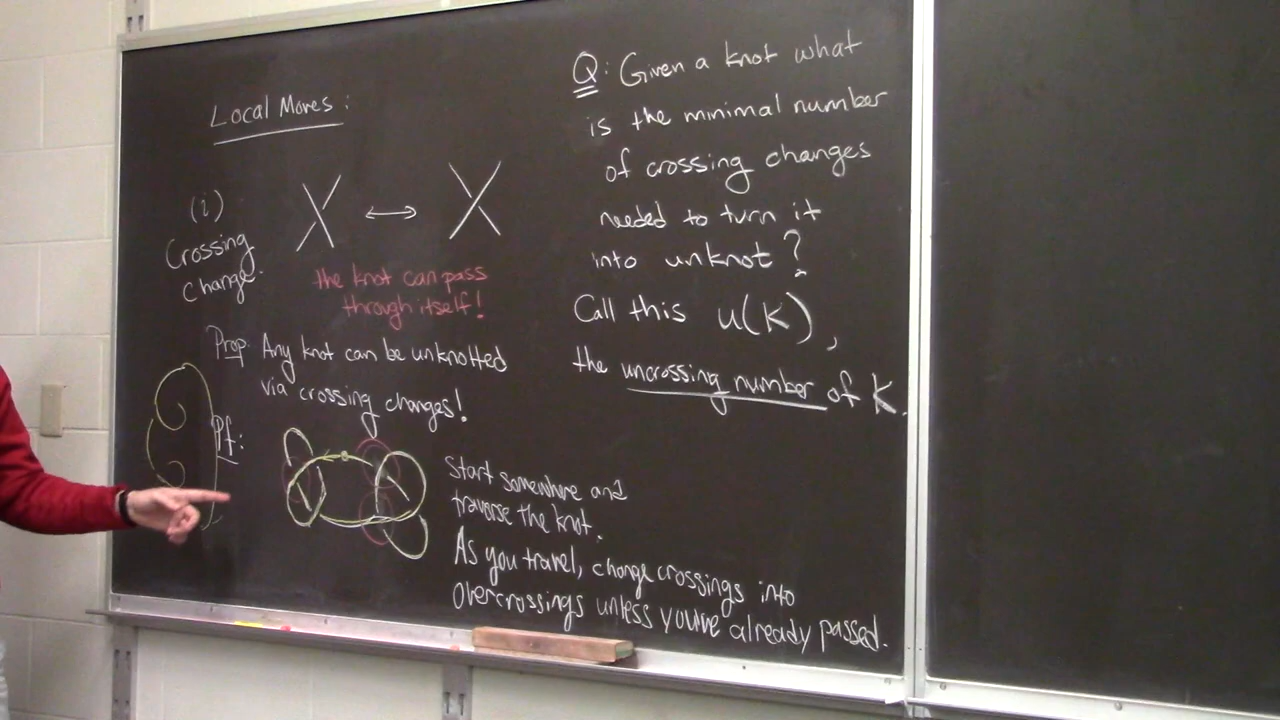 Local Moves:
(i)
Crossing
change.
the knot can pass
through itself!
Prop. Any knot can be unknotted
via crossing changes!
Pf:
Start somewhere and
traverse the knot.
As you travel, change crossings into
overcrossings unless you've already passed.
Q: Given a knot what
is the minimal number
of crossing changes
needed to turn it
into unknot?
Call this u(K),
the uncrossing number of K.